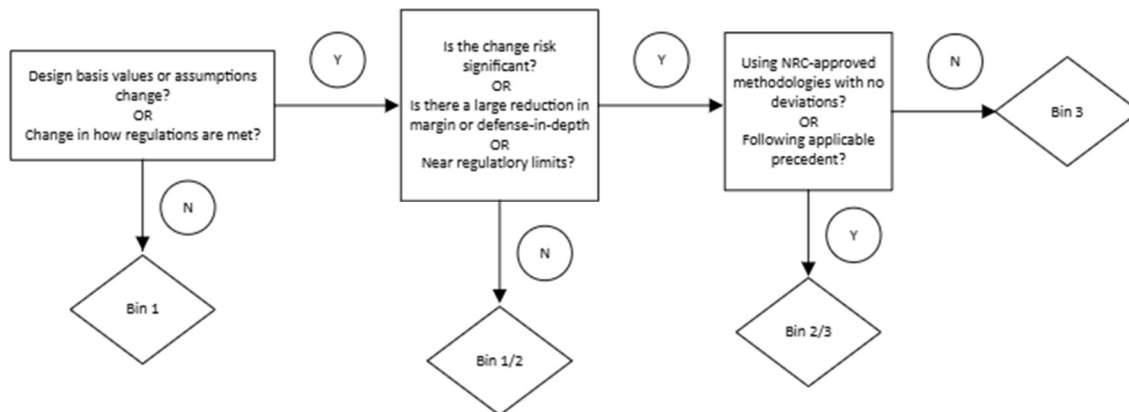 Design basis values or assumptions
change?
OR
Change in how regulations are met?
Y
Is the change risk
significant?
OR
Is there a large reduction in
margin or defense-in-depth
OR
Near regulatlory limits?
Y
Using NRC-approved
methodologies with no
deviations?
OR
Following applicable
precedent?
N
Bin 3
N
N
Y
Bin 1
Bin 1/2
Bin 2/3